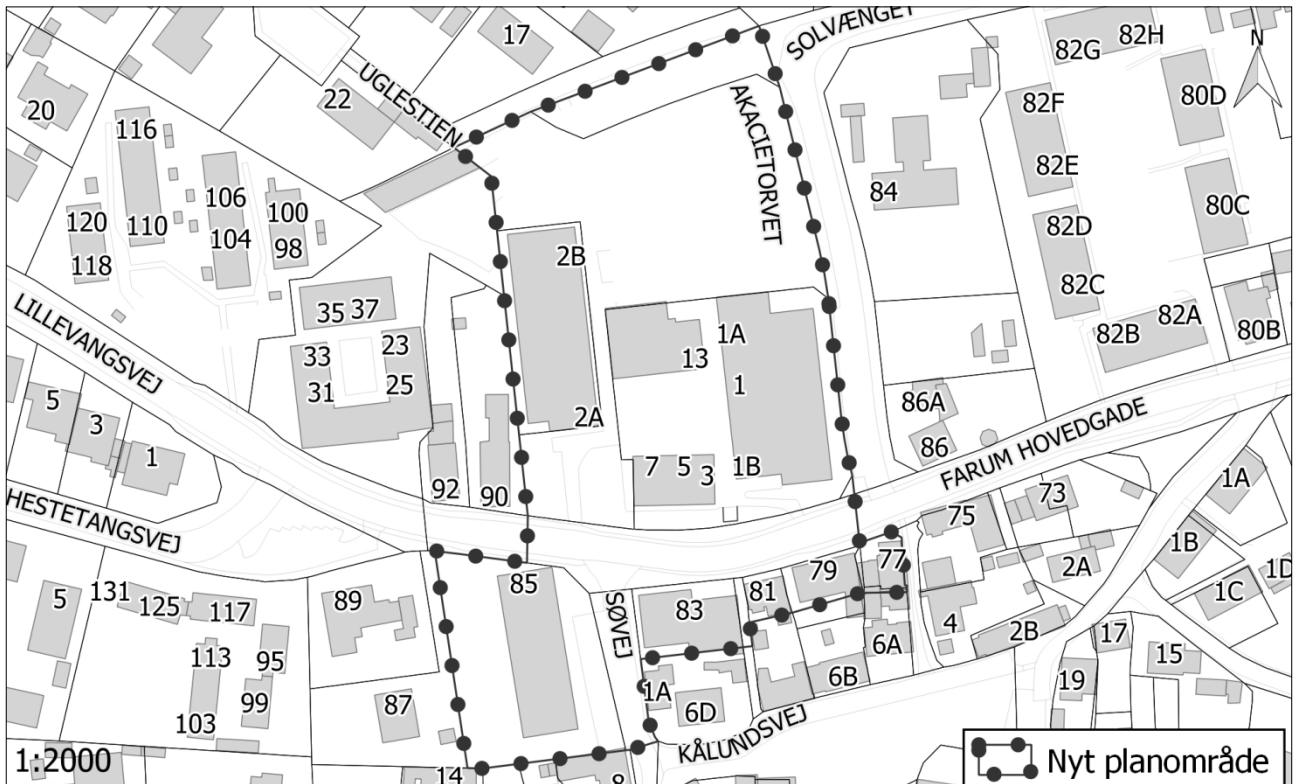 17
SOLVÆNGET
82G 82H
N
20
UGLESTIEN
22
116
82F
80D
AKACIETORVET
106
100
82E
84
120
110
104
98
118
82D
80C
2B
82C
LILLEVANGSVEJ
35 37
82B 82A
80B
33
23
13
1A
31
25
1
5
3
1
86A
2A
86
FARUM HOVEDGADE
92
90
7 5 3
1B
1A
HESTETANGSVEJ
75
73
1B
131
125
117
5
89
85
SØVEJ
83
81
79
77
2A
1C
1D
113
95
4
2B
17
15
103
99
87
1A
6D
6B
6A
19
KÅLUNDSVEJ
1:2000
14
8
Nyt planområde